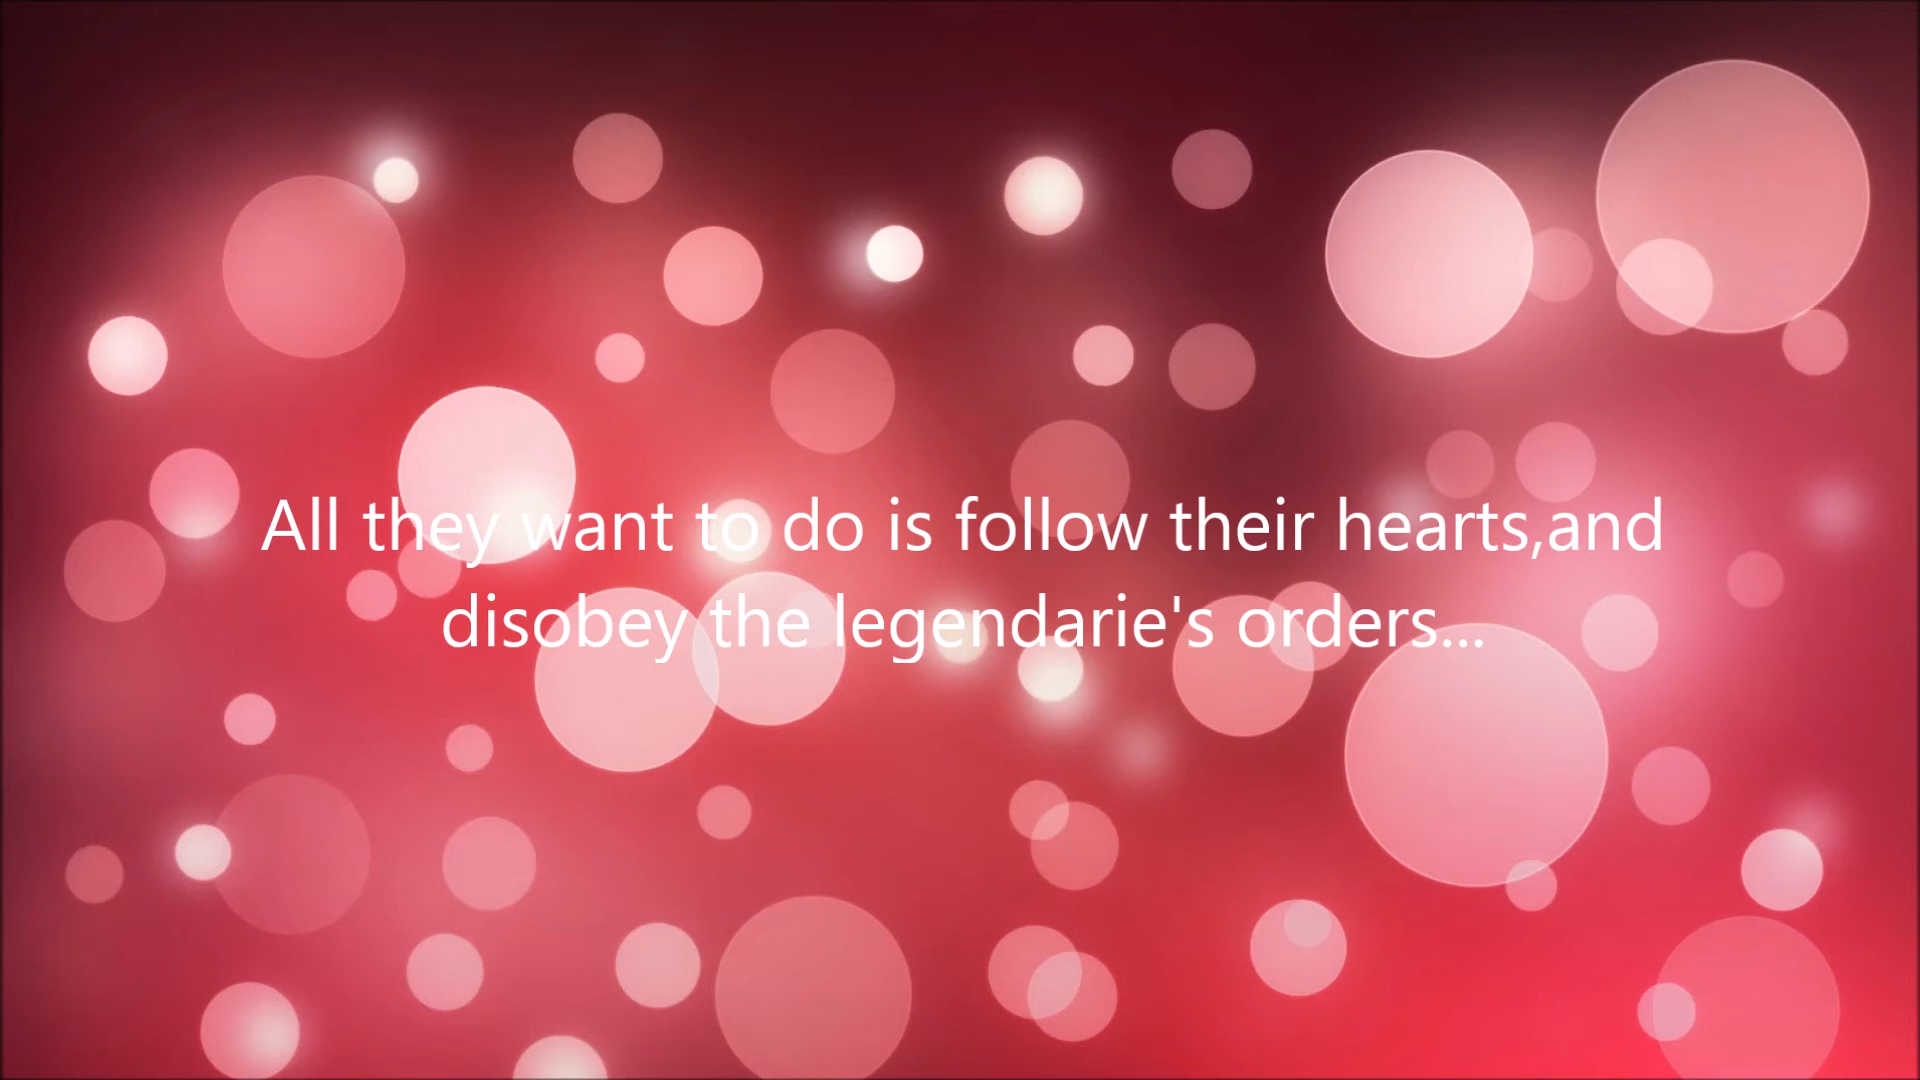 All they want to do is follow their hearts,and
disobey the legendarie's orders...